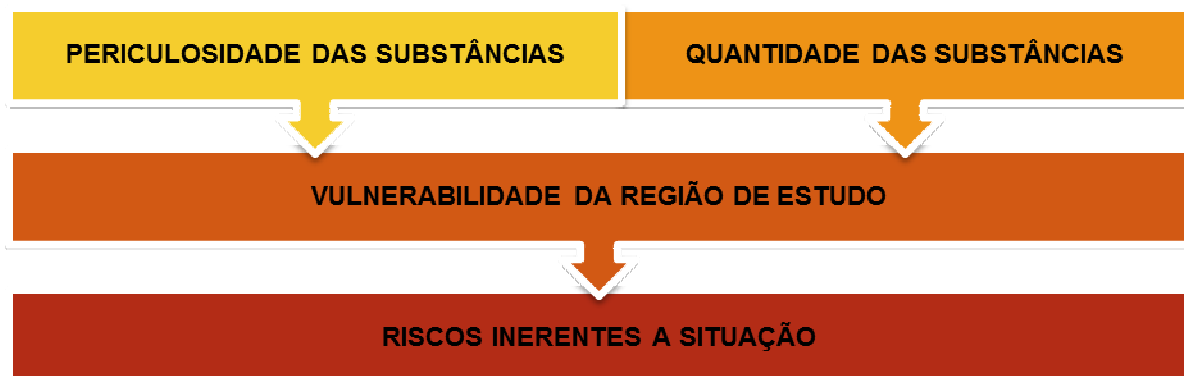 PERICULOSIDADE DAS SUBSTÂNCIAS
QUANTIDADE DAS SUBSTÂNCIAS
VULNERABILIDADE DA REGIÃO DE ESTUDO
RISCOS INERENTES A SITUAÇÃO